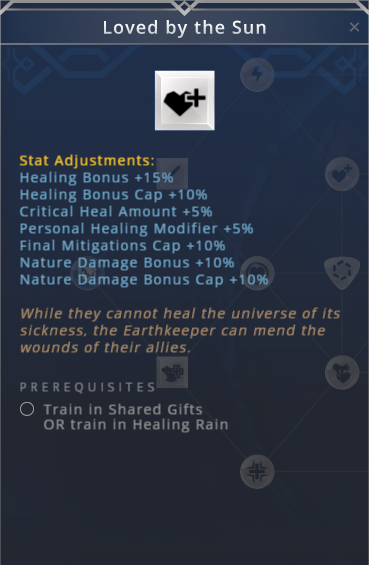 Loved by the Sun
Stat Adjustments:
Healing Bonus +15%
Healing Bonus Cap +10%
Critical Heal Amount +5%
Personal Healing Modifier +5%
Final Mitigations Cap +10%
Nature Damage Bonus +10%
Nature Damage Bonus Cap +10%
While they cannot heal the universe of its
sickness, the Earthkeeper can mend the
wounds of their allies.
PREREQUISITES
Train in Shared Gifts
OR train in Healing Rain